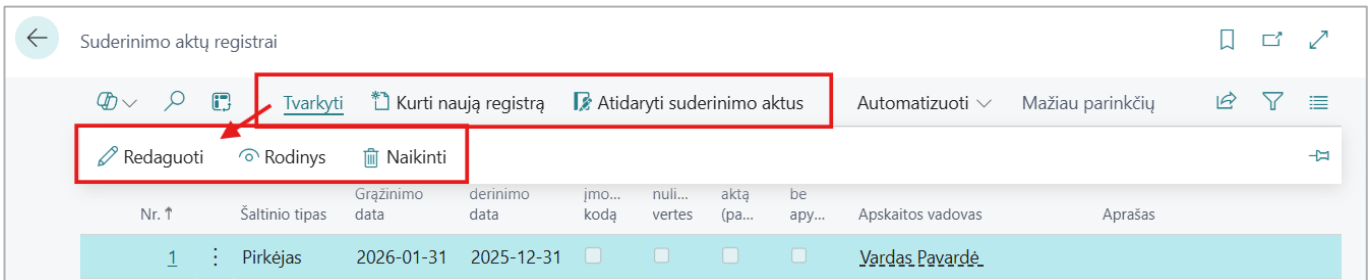 Suderinimo aktų registrai
Tvarkyti Kurti naują registrą Atidaryti suderinimo aktus Automatizuoti Mažiau parinkčių
Redaguoti Rodinys Naikinti
Grąžinimo derinimo įmo... nuli... aktą be
Nr. ↑ Šaltinio tipas data data kodą vertes (pa... apy... Apskaitos vadovas Aprašas
1 Pirkėjas 2026-01-31 2025-12-31 Vardas Pavardė